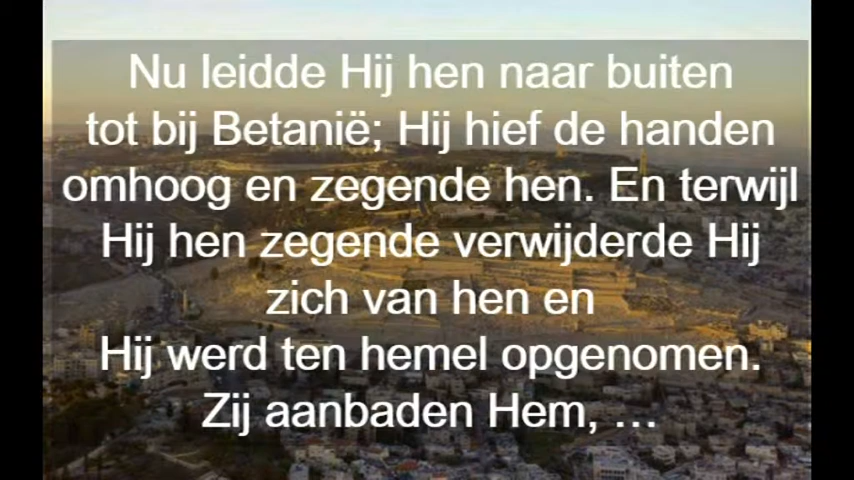 Nu leidde Hij hen naar buiten
tot bij Betanië; Hij hief de handen
omhoog en zegende hen. En terwijl
Hij hen zegende verwijderde Hij
zich van hen en
Hij werd ten hemel opgenomen.
Zij aanbaden Hem, …